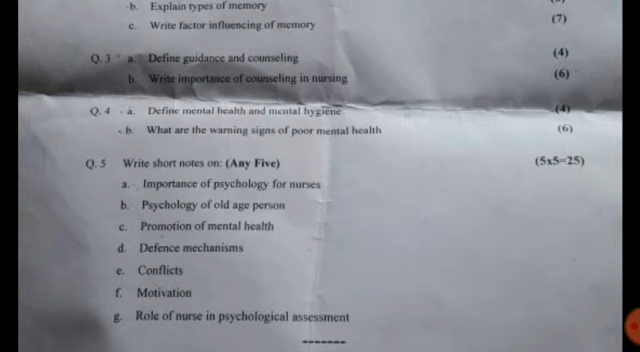 b. Explain types of memory
c. Write factor influencing of memory (7)
Q. 3 a. Define guidance and counseling (4)
b. Write importance of counseling in nursing (6)
Q. 4 a. Define mental health and mental hygiene (4)
b. What are the warning signs of poor mental health (6)
Q. 5 Write short notes on: (Any Five) (5x5=25)
a. Importance of psychology for nurses
b. Psychology of old age person
c. Promotion of mental health
d. Defence mechanisms
e. Conflicts
f. Motivation
g. Role of nurse in psychological assessment
-------